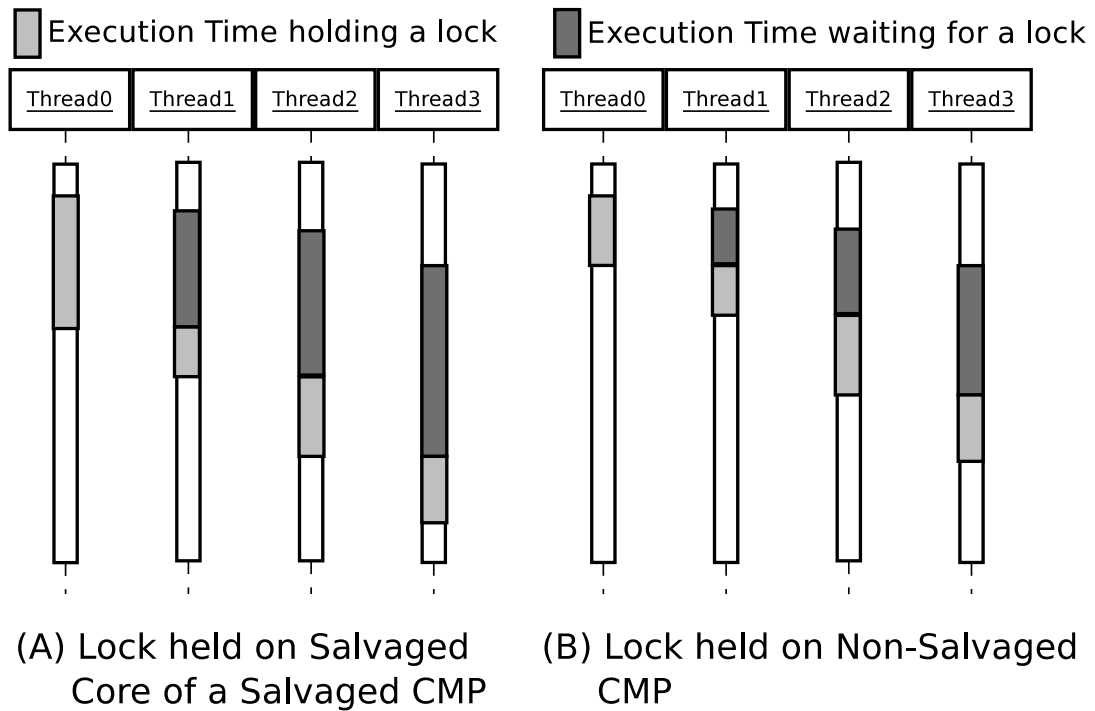 Execution Time holding a lock
Execution Time waiting for a lock
Thread0 Thread1 Thread2 Thread3
Thread0 Thread1 Thread2 Thread3
(A) Lock held on Salvaged
Core of a Salvaged CMP
(B) Lock held on Non-Salvaged
CMP